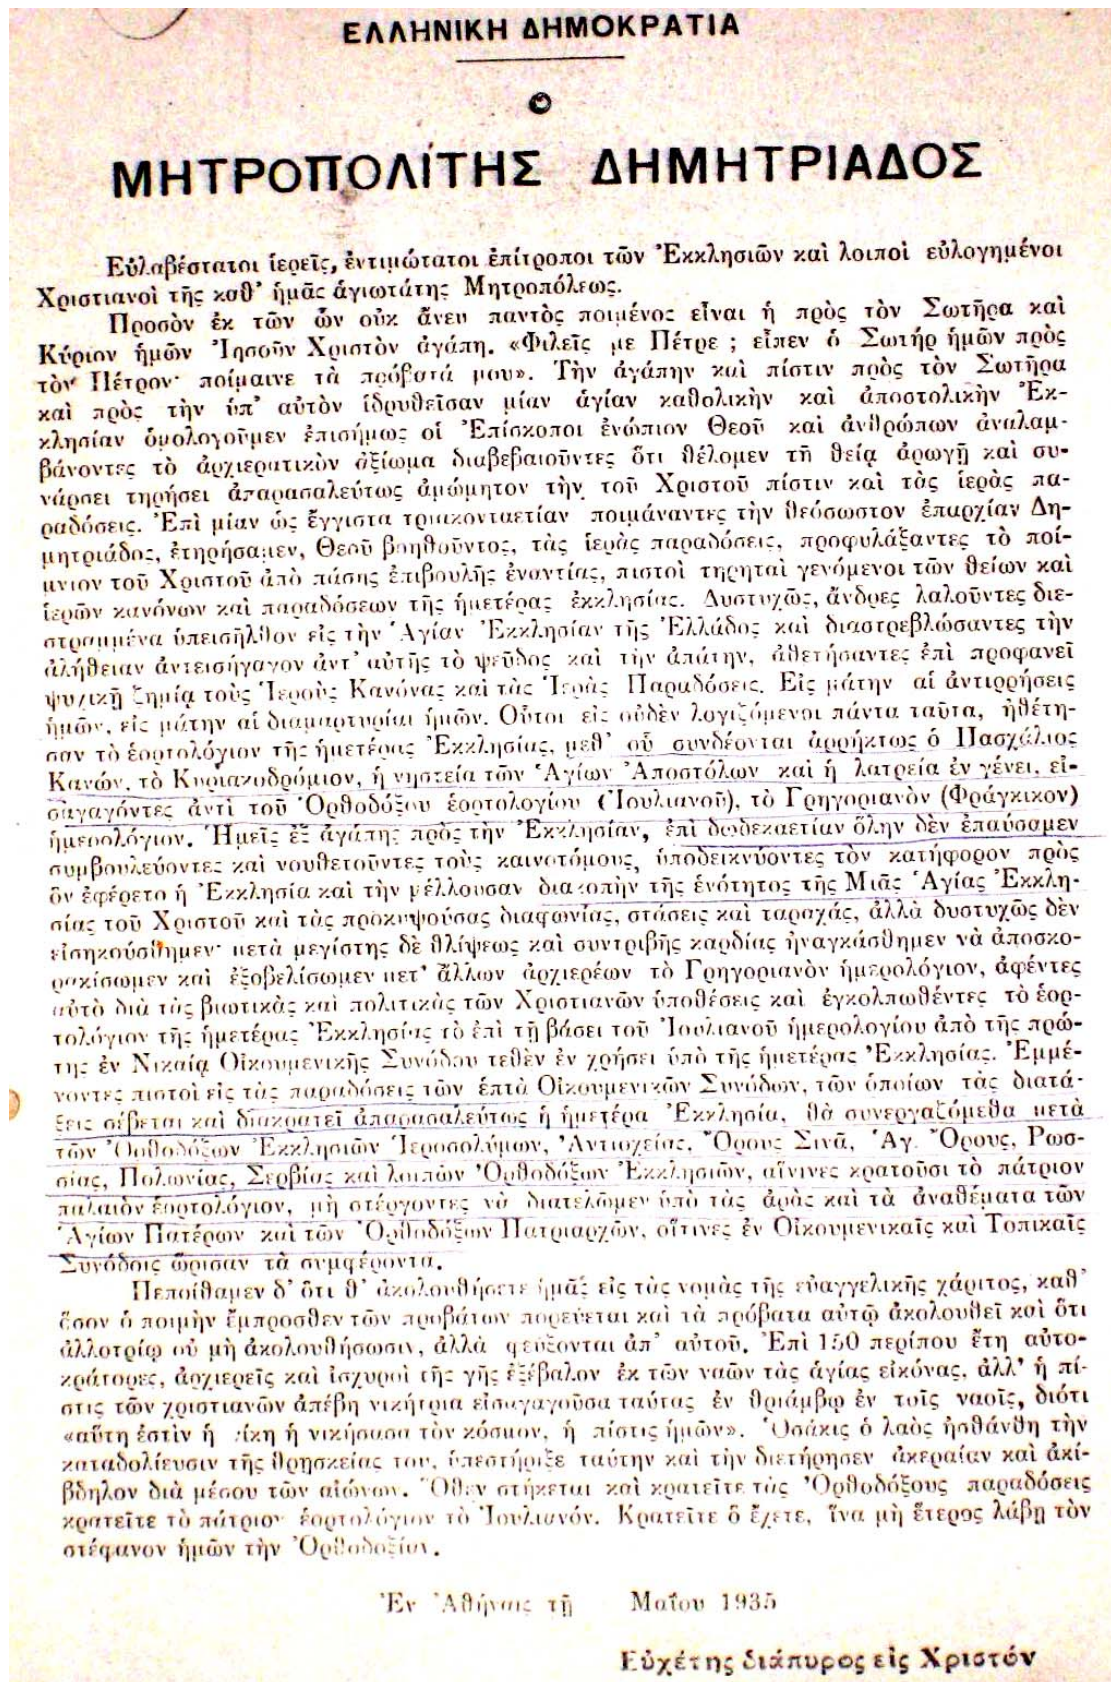 ΕΛΛΗΝΙΚΗ ΔΗΜΟΚΡΑΤΙΑ
Ο
ΜΗΤΡΟΠΟΛΙΤΗΣ ΔΗΜΗΤΡΙΑΔΟΣ
Εὐλαβέστατοι ἱερεῖς, ἐντιμώτατοι ἐπίτροποι τῶν Ἐκκλησιῶν καὶ λοιποὶ εὐλογημένοι
Χριστιανοὶ τῆς καθ' ἡμᾶς ἁγιωτάτης Μητροπόλεως.
Προσὸν ἐκ τῶν ὧν οὐκ ἄνευ παντὸς ποιμένος εἶναι ἡ πρὸς τὸν Σωτῆρα καὶ
Κύριον ἡμῶν Ἰησοῦν Χριστὸν ἀγάπη. «Φιλεῖς με Πέτρε ; εἶπεν ὁ Σωτήρ ἡμῶν πρὸς
τὸν Πέτρον· ποίμαινε τὰ πρόβατά μου». Τὴν ἀγάπην καὶ πίστιν πρὸς τὸν Σωτῆρα
καὶ πρὸς τὴν ὑπ' αὐτὸν ἱδρυθεῖσαν μίαν ἁγίαν καθολικὴν καὶ ἀποστολικὴν Ἐκ-
κλησίαν ὁμολογοῦμεν ἐπισήμως οἱ Ἐπίσκοποι ἐνώπιον Θεοῦ καὶ ἀνθρώπων ἀναλαμ-
βάνοντες τὸ ἀρχιερατικὸν ἀξίωμα διαβεβαιοῦντες ὅτι θέλομεν τῇ θείᾳ ἀρωγῇ καὶ συ-
νάρσει τηρήσει ἀπαρασαλεύτως ἀμώμητον τὴν τοῦ Χριστοῦ πίστιν καὶ τὰς ἱερὰς πα-
ραδόσεις. Ἐπὶ μίαν ὡς ἔγγιστα τριακονταετίαν ποιμάναντες τὴν θεόσωστον ἐπαρχίαν Δη-
μητριάδος, ἐτηρήσαμεν, Θεοῦ βοηθοῦντος, τὰς ἱερὰς παραδόσεις, προφυλάξαντες τὸ ποί-
μνιον τοῦ Χριστοῦ ἀπὸ πάσης ἐπιβουλῆς ἐναντίας, πιστοὶ τηρηταὶ γενόμενοι τῶν θείων καὶ
ἱερῶν κανόνων καὶ παραδόσεων τῆς ἡμετέρας ἐκκλησίας. Δυστυχῶς, ἄνδρες λαλοῦντες διε-
στραμμένα ὑπεισῆλθον εἰς τὴν Ἁγίαν Ἐκκλησίαν τῆς Ἑλλάδος καὶ διαστρεβλώσαντες τὴν
ἀλήθειαν ἀντεισήγαγον ἀντ' αὐτῆς τὸ ψεῦδος καὶ τὴν ἀπάτην, ἀθετήσαντες ἐπὶ προφανεῖ
ψυχικῇ ζημίᾳ τοὺς Ἱεροὺς Κανόνας καὶ τὰς Ἱερὰς Παραδόσεις. Εἰς μάτην αἱ ἀντιρρήσεις
ἡμῶν, εἰς μάτην αἱ διαμαρτυρίαι ἡμῶν. Οὗτοι εἰς οὐδὲν λογιζόμενοι πάντα ταῦτα, ἠθέτη-
σαν τὸ ἑορτολόγιον τῆς ἡμετέρας Ἐκκλησίας, μεθ' οὗ συνδέονται ἀρρήκτως ὁ Πασχάλιος
Κανών, τὸ Κυριακοδρόμιον, ἡ νηστεία τῶν Ἁγίων Ἀποστόλων καὶ ἡ λατρεία ἐν γένει, εἰ-
σαγαγόντες ἀντὶ τοῦ Ὀρθοδόξου ἑορτολογίου (Ἰουλιανοῦ), τὸ Γρηγοριανὸν (Φράγκικον)
ἡμερολόγιον. Ἡμεῖς ἐξ ἀγάπης πρὸς τὴν Ἐκκλησίαν, ἐπὶ δωδεκαετίαν ὅλην δὲν ἐπαύσαμεν
συμβουλεύοντες καὶ νουθετοῦντες τοὺς καινοτόμους, ὑποδεικνύοντες τὸν κατήφορον πρὸς
ὃν ἐφέρετο ἡ Ἐκκλησία καὶ τὴν μέλλουσαν διακοπὴν τῆς ἑνότητος τῆς Μιᾶς Ἁγίας Ἐκκλη-
σίας τοῦ Χριστοῦ καὶ τὰς προκυψούσας διαφωνίας, στάσεις καὶ ταραχάς, ἀλλὰ δυστυχῶς δὲν
εἰσηκούσθημεν· μετὰ μεγίστης δὲ θλίψεως καὶ συντριβῆς καρδίας ἠναγκάσθημεν νὰ ἀποσκο-
ρακίσωμεν καὶ ἐξοβελίσωμεν μετ' ἄλλων ἀρχιερέων τὸ Γρηγοριανὸν ἡμερολόγιον, ἀφέντες
αὐτὸ διὰ τὰς βιωτικὰς καὶ πολιτικὰς τῶν Χριστιανῶν ὑποθέσεις καὶ ἐγκολπωθέντες τὸ ἑορ-
τολόγιον τῆς ἡμετέρας Ἐκκλησίας τὸ ἐπὶ τῇ βάσει τοῦ Ἰουλιανοῦ ἡμερολογίου ἀπὸ τῆς πρώ-
της ἐν Νικαίᾳ Οἰκουμενικῆς Συνόδου τεθὲν ἐν χρήσει ὑπὸ τῆς ἡμετέρας Ἐκκλησίας. Ἐμμέ-
νοντες πιστοὶ εἰς τὰς παραδόσεις τῶν ἑπτὰ Οἰκουμενικῶν Συνόδων, τῶν ὁποίων τὰς διατά-
ξεις σέβεται καὶ διακρατεῖ ἀπαρασαλεύτως ἡ ἡμετέρα Ἐκκλησία, θὰ συνεργαζόμεθα μετὰ
τῶν Ὀρθοδόξων Ἐκκλησιῶν Ἱεροσολύμων, Ἀντιοχείας, Ὄρους Σινᾶ, Ἁγ. Ὄρους, Ρωσ-
σίας, Πολωνίας, Σερβίας καὶ λοιπῶν Ὀρθοδόξων Ἐκκλησιῶν, αἵτινες κρατοῦσι τὸ πάτριον
παλαιὸν ἑορτολόγιον, μὴ στέργοντες νὰ διατελῶμεν ὑπὸ τὰς ἀρὰς καὶ τὰ ἀναθέματα τῶν
Ἁγίων Πατέρων καὶ τῶν Ὀρθοδόξων Πατριαρχῶν, οἵτινες ἐν Οἰκουμενικαῖς καὶ Τοπικαῖς
Συνόδοις ὥρισαν τὰ συμφέροντα.
Πεποίθαμεν δ' ὅτι θ' ἀκολουθήσετε ἡμᾶς εἰς τὰς νομὰς τῆς εὐαγγελικῆς χάριτος, καθ'
ὅσον ὁ ποιμὴν ἔμπροσθεν τῶν προβάτων πορεύεται καὶ τὰ πρόβατα αὐτῷ ἀκολουθεῖ καὶ ὅτι
ἀλλοτρίῳ οὐ μὴ ἀκολουθήσωσιν, ἀλλὰ φεύξονται ἀπ' αὐτοῦ. Ἐπὶ 150 περίπου ἔτη αὐτο-
κράτορες, ἀρχιερεῖς καὶ ἰσχυροὶ τῆς γῆς ἐξέβαλον ἐκ τῶν ναῶν τὰς ἁγίας εἰκόνας, ἀλλ' ἡ πί-
στις τῶν χριστιανῶν ἀπέβη νικήτρια εἰσαγαγοῦσα ταύτας ἐν θριάμβῳ ἐν τοῖς ναοῖς, διότι
«αὕτη ἐστὶν ἡ νίκη ἡ νικήσασα τὸν κόσμον, ἡ πίστις ἡμῶν». Ὁσάκις ὁ λαὸς ᾐσθάνθη τὴν
καταδολίευσιν τῆς θρησκείας του, ὑπεστήριξε ταύτην καὶ τὴν διετήρησεν ἀκεραίαν καὶ ἀκί-
βδηλον διὰ μέσου τῶν αἰώνων. Ὅθεν στήκεται καὶ κρατεῖτε τὰς Ὀρθοδόξους παραδόσεις
κρατεῖτε τὸ πάτριον ἑορτολόγιον τὸ Ἰουλιανόν. Κρατεῖτε ὃ ἔχετε, ἵνα μὴ ἕτερος λάβῃ τὸν
στέφανον ἡμῶν τὴν Ὀρθοδοξίαν.
Ἐν Ἀθήναις τῇ Μαΐου 1935
Εὐχέτης διάπυρος εἰς Χριστόν